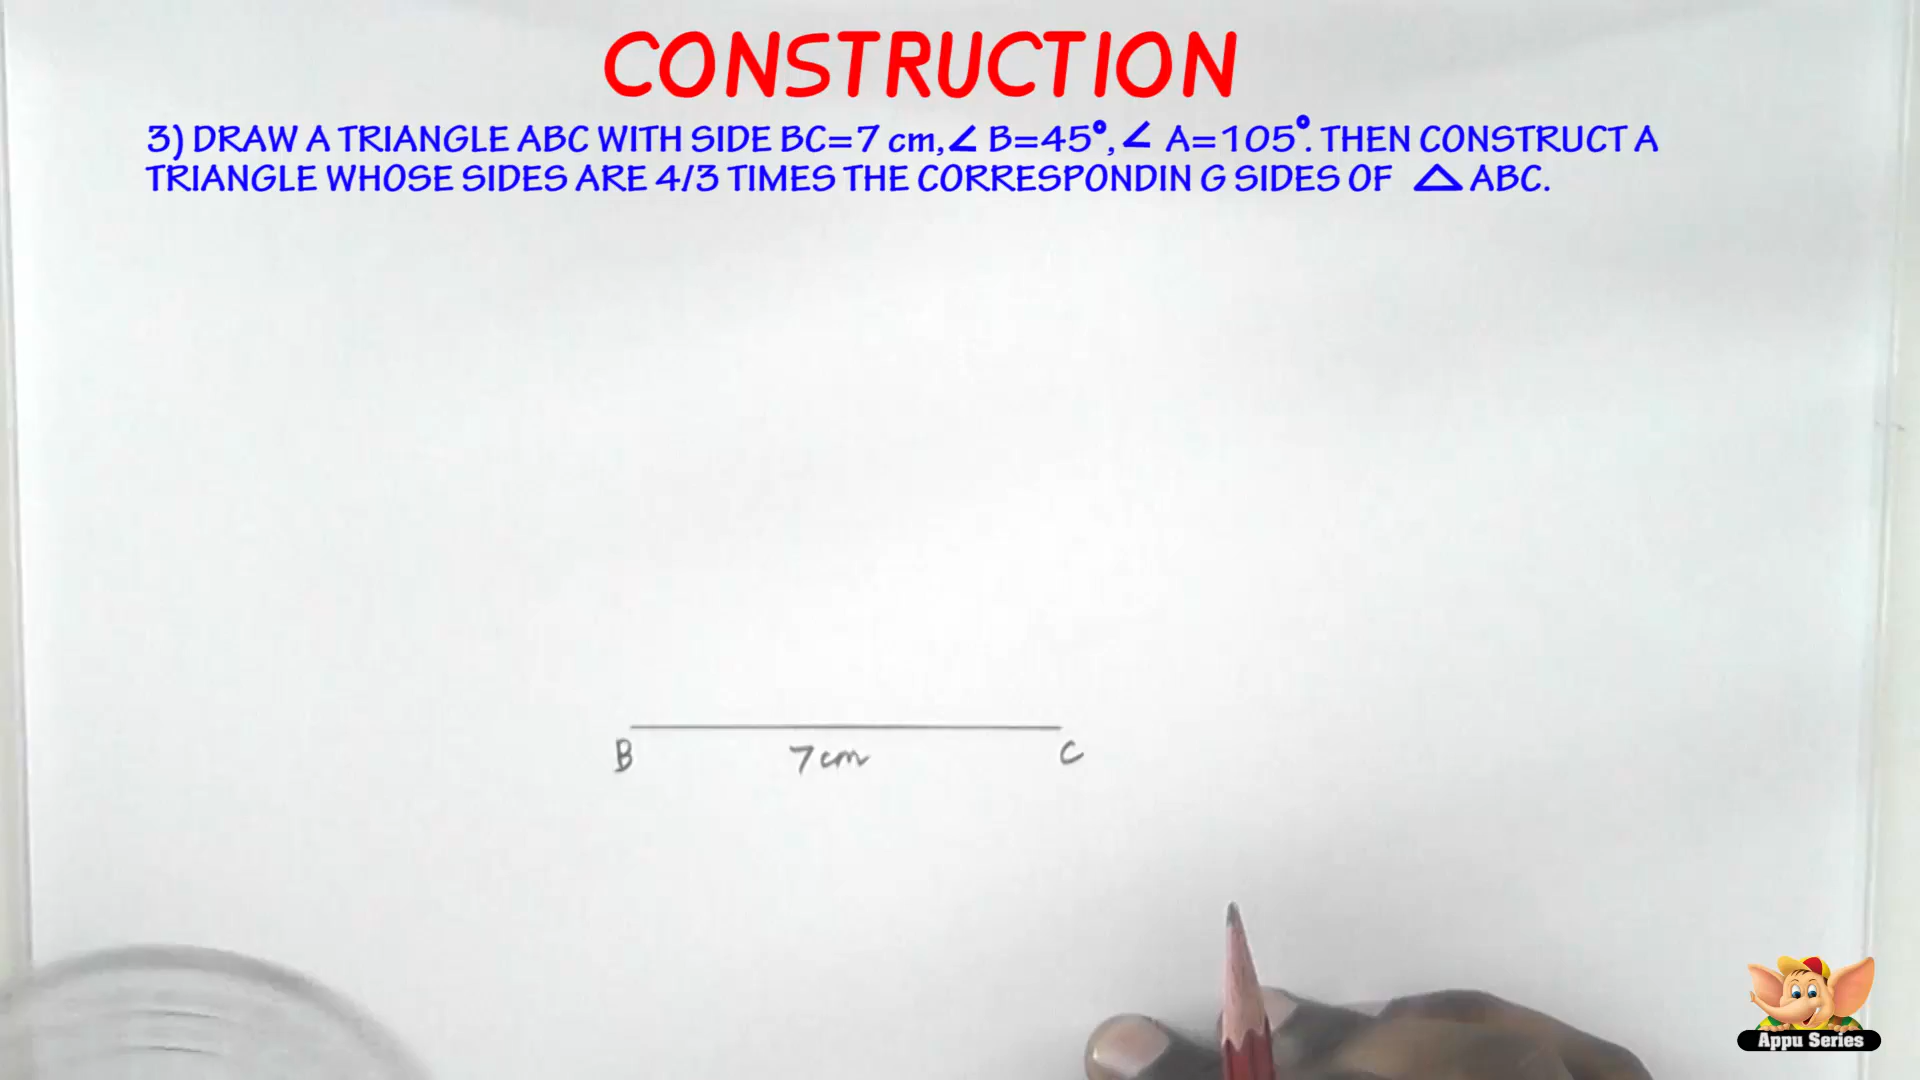 CONSTRUCTION
3) DRAW A TRIANGLE ABC WITH SIDE BC=7 cm,∠ B=45°,∠ A=105°. THEN CONSTRUCT A
TRIANGLE WHOSE SIDES ARE 4/3 TIMES THE CORRESPONDIN G SIDES OF △ ABC.
B 7cm C
Appu Series